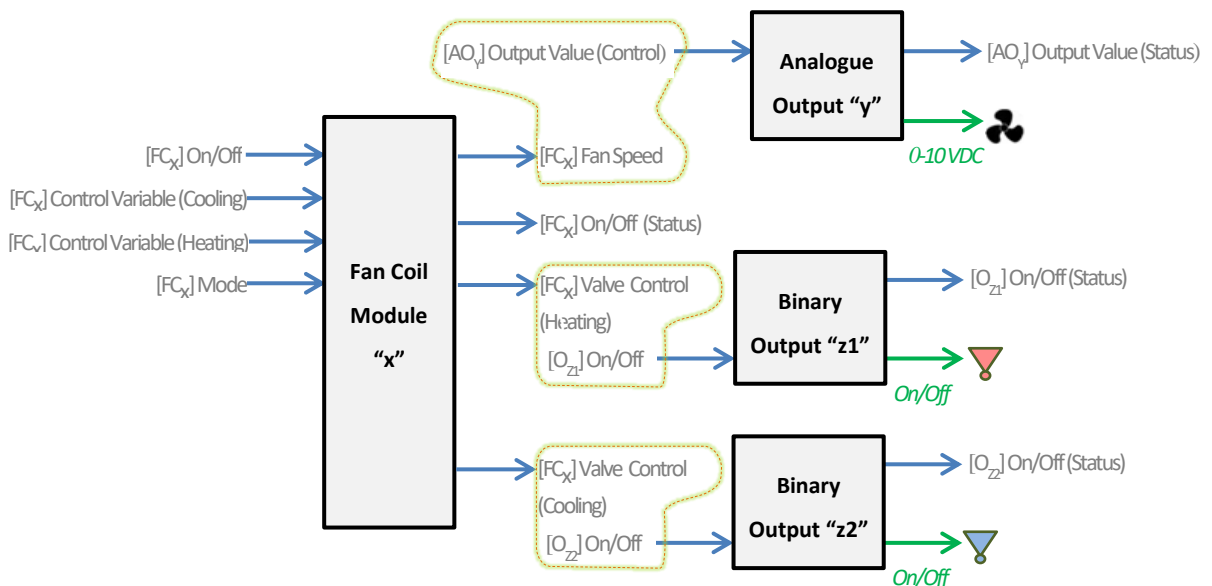 [AOY] Output Value (Control)
Analogue
Output “y”
[AOY] Output Value (Status)
0-10 VDC
[FCX] On/Off
[FCX] Control Variable (Cooling)
[FCX] Control Variable (Heating)
[FCX] Mode
Fan Coil
Module
“x”
[FCX] Fan Speed
[FCX] On/Off (Status)
[FCX] Valve Control
(Heating)
[OZ1] On/Off
Binary
Output “z1”
[OZ1] On/Off (Status)
On/Off
[FCX] Valve Control
(Cooling)
[OZ2] On/Off
Binary
Output “z2”
[OZ2] On/Off (Status)
On/Off